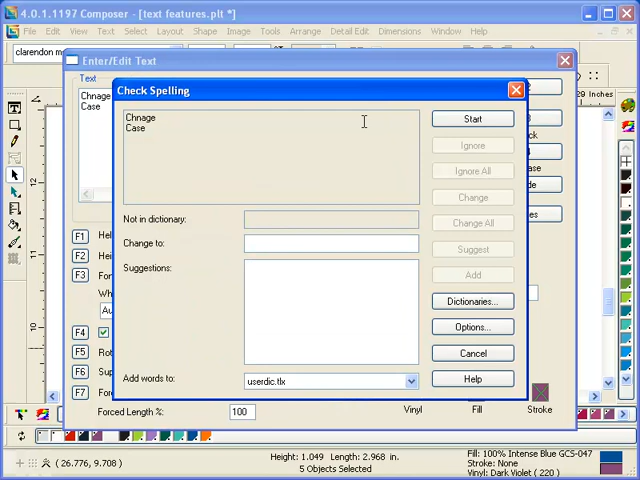 4.0.1.1197 Composer - [text features.plt *]
File Edit View Text Select Layout Shape Image Tools Arrange Detail Edit Dimensions Window Help
clarendon m
Enter/Edit Text
Text
Chnage
Case
Check Spelling
Chnage
Case
Start
Ignore
Ignore All
Not in dictionary:
Change
Change to:
Change All
Suggestions:
Suggest
Add
Dictionaries...
Options...
Cancel
Add words to:
userdic.tlx
Help
F1
F2
F3
F4
F5
F6
F7
Forced Length %:
100
Vinyl
Fill
Stroke
29 Inches
12
11
10
(26.776, 9.708)
Height: 1.049 Length: 2.968 in.
5 Objects Selected
Fill: 100% Intense Blue GCS-047
Stroke: None
Vinyl: Dark Violet ( 220 )